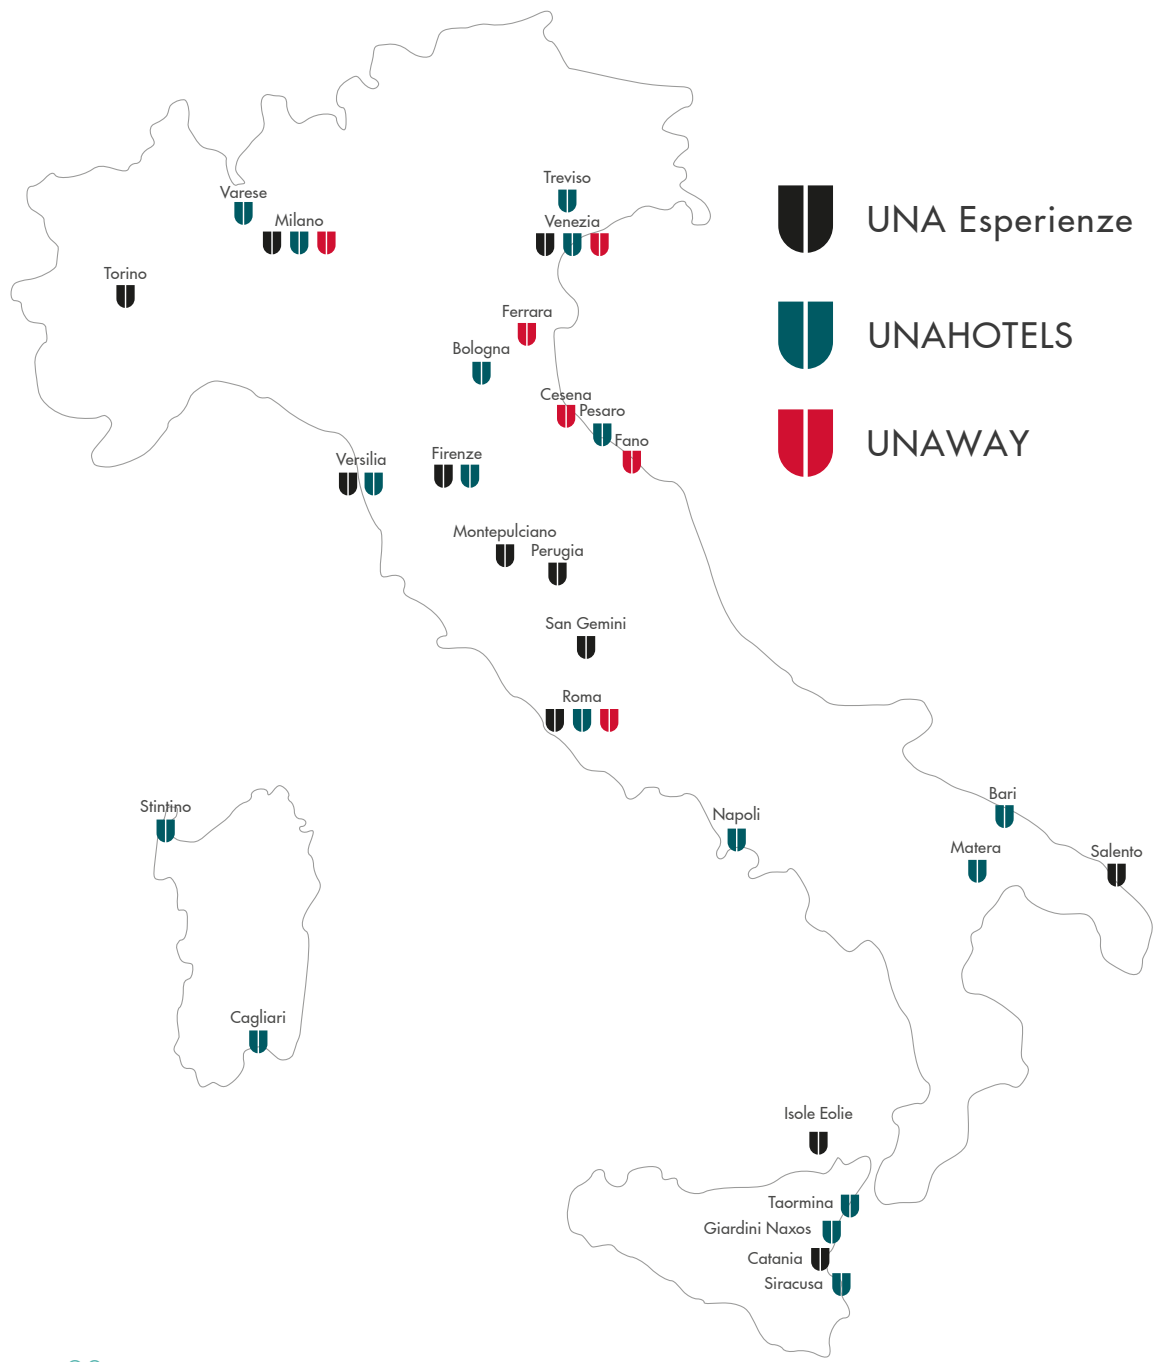 Treviso
Varese
Milano
Venezia
Torino
Ferrara
Bologna
Cesena
Pesaro
Fano
Versilia
Firenze
Montepulciano
Perugia
San Gemini
Roma
Stintino
Napoli
Bari
Matera
Salento
Cagliari
Isole Eolie
Taormina
Giardini Naxos
Catania
Siracusa
UNA Esperienze
UNAHOTELS
UNAWAY